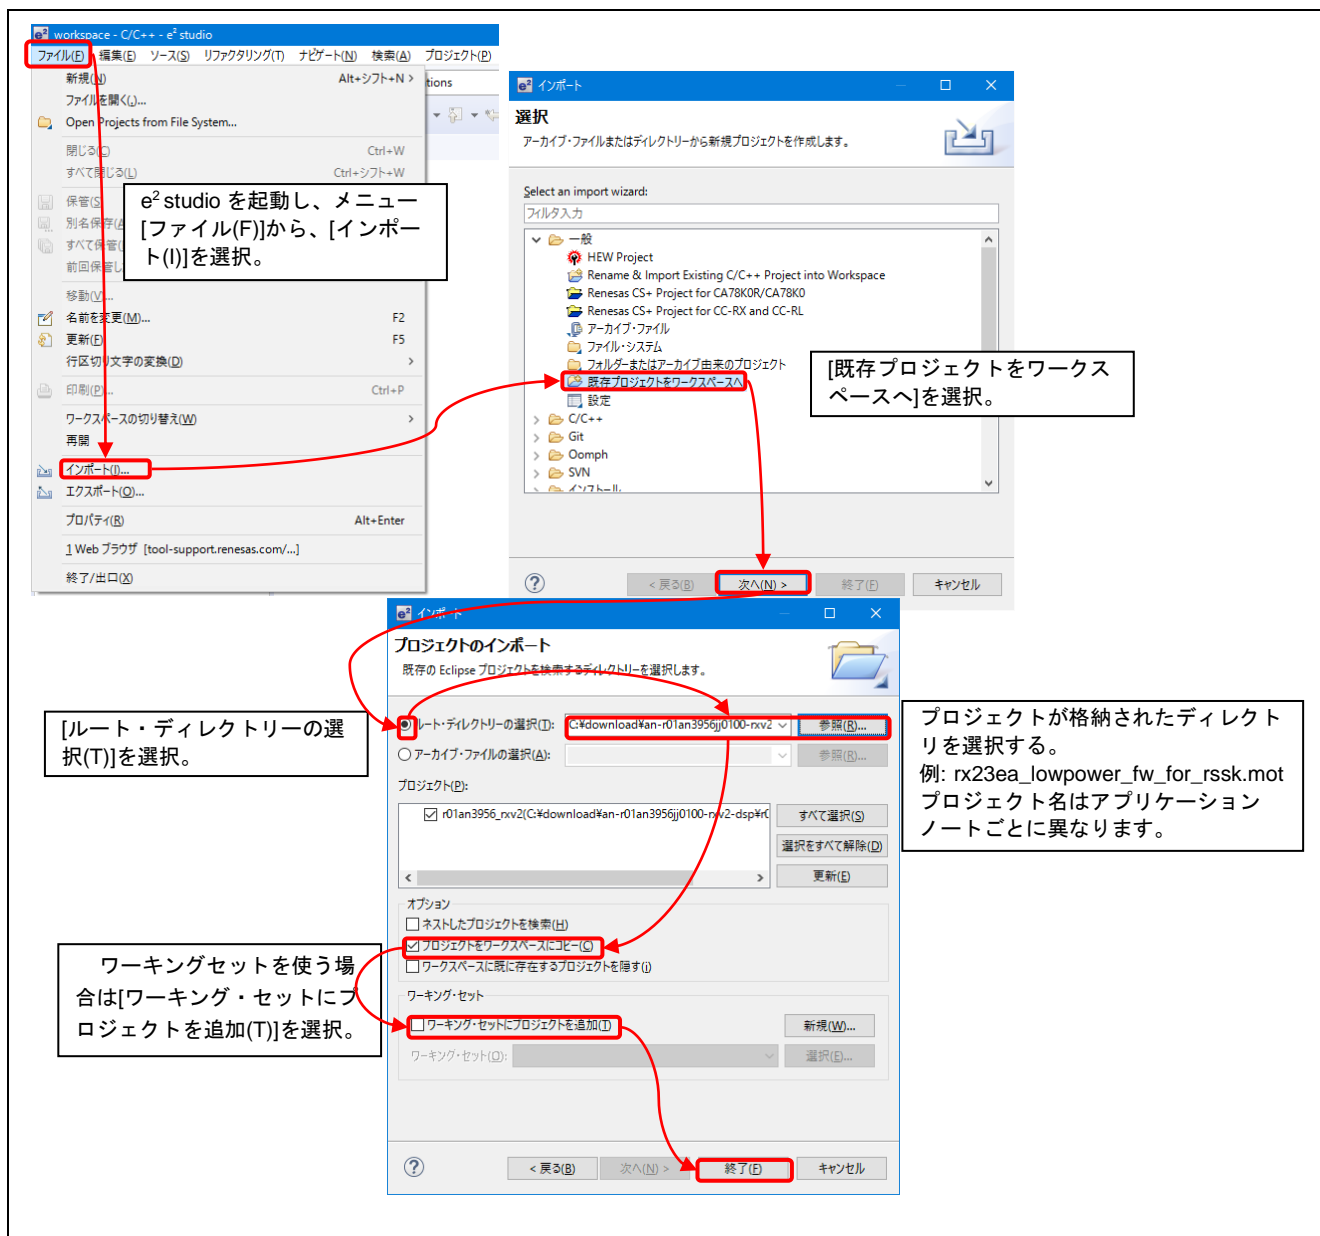 workspace - C/C++ - e² studio
ファイル(F) 編集(E) ソース(S) リファクタリング(T) ナビゲート(N) 検索(A) プロジェクト(P)
新規(N) Alt+シフト+N >
ファイルを開く(.)...
Open Projects from File System...
閉じる(C) Ctrl+W
すべて閉じる(L) Ctrl+シフト+W
保管(S)
別名保存(A
すべて保管(
前回保管し
移動(V)...
名前を変更(M)... F2
更新(F) F5
行区切り文字の変換(D) >
印刷(P)... Ctrl+P
ワークスペースの切り替え(W) >
再開
インポート(I)...
エクスポート(O)...
プロパティ(R) Alt+Enter
1 Web ブラウザ [tool-support.renesas.com/...]
終了/出口(X)
tions
e² studio を起動し、メニュー
[ファイル(F)]から、[インポー
ト(I)]を選択。
インポート
選択
アーカイブ・ファイルまたはディレクトリーから新規プロジェクトを作成します。
Select an import wizard:
フィルタ入力
一般
HEW Project
Rename & Import Existing C/C++ Project into Workspace
Renesas CS+ Project for CA78K0R/CA78K0
Renesas CS+ Project for CC-RX and CC-RL
アーカイブ・ファイル
ファイル・システム
フォルダーまたはアーカイブ由来のプロジェクト
既存プロジェクトをワークスペースへ
設定
C/C++
Git
Oomph
SVN
インストール
[既存プロジェクトをワークス
ペースへ]を選択。
< 戻る(B) 次へ(N) > 終了(F) キャンセル
インポート
プロジェクトのインポート
既存の Eclipse プロジェクトを検索するディレクトリーを選択します。
ルート・ディレクトリーの選択(T): C:¥download¥an-r01an3956jj0100-rxv2 参照(R)...
アーカイブ・ファイルの選択(A): 参照(R)...
プロジェクト(P):
r01an3956_rxv2(C:¥download¥an-r01an3956jj0100-rxv2-dsp¥r( すべて選択(S)
選択をすべて解除(D)
更新(E)
オプション
ネストしたプロジェクトを検索(H)
プロジェクトをワークスペースにコピー(C)
ワークスペースに既に存在するプロジェクトを隠す(i)
ワーキング・セット
ワーキング・セットにプロジェクトを追加(T) 新規(W)...
ワーキング・セット(O): 選択(E)...
< 戻る(B) 次へ(N) > 終了(F) キャンセル
[ルート・ディレクトリーの選
択(T)]を選択。
プロジェクトが格納されたディレクト
リを選択する。
例: rx23ea_lowpower_fw_for_rssk.mot
プロジェクト名はアプリケーション
ノートごとに異なります。
ワーキングセットを使う場
合は[ワーキング・セットにプ
ロジェクトを追加(T)]を選択。